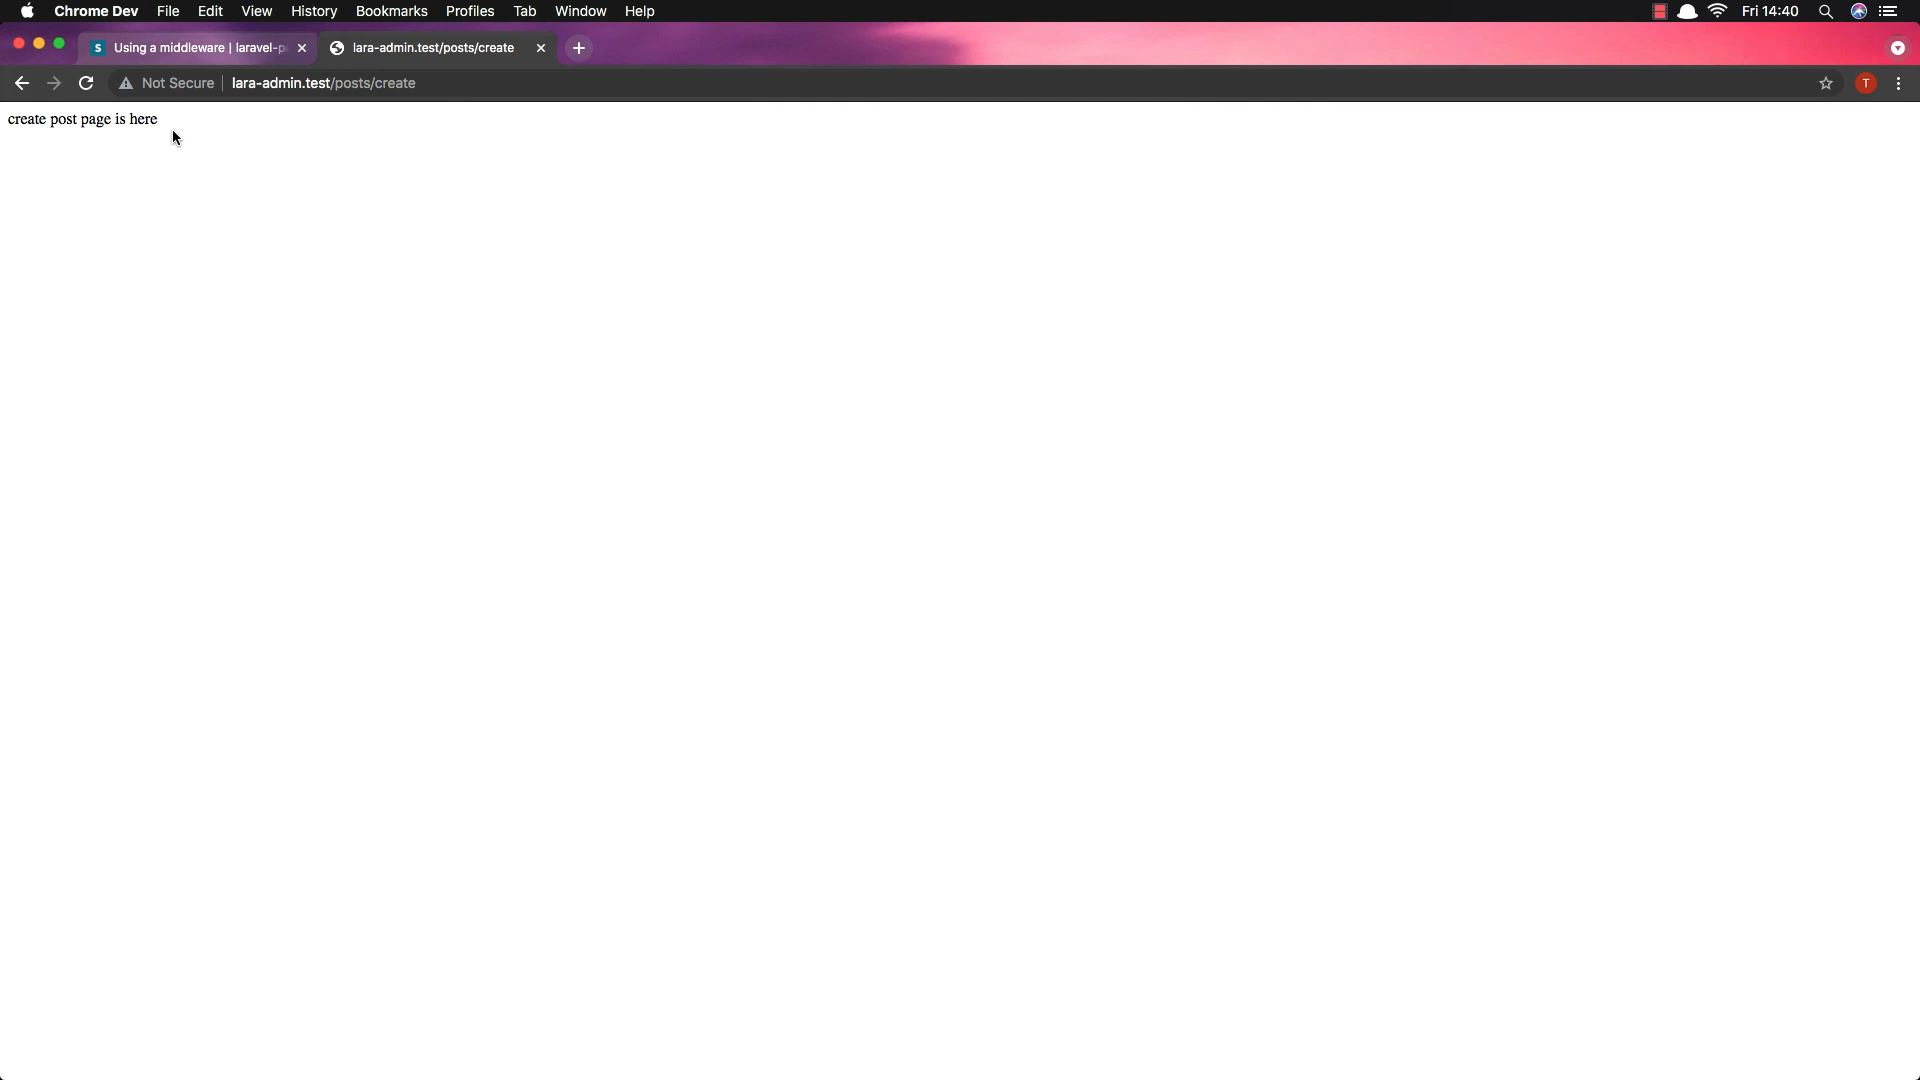 Chrome Dev File Edit View History Bookmarks Profiles Tab Window Help Fri 14:40
S Using a middleware | laravel-p lara-admin.test/posts/create
Not Secure lara-admin.test/posts/create T
create post page is here